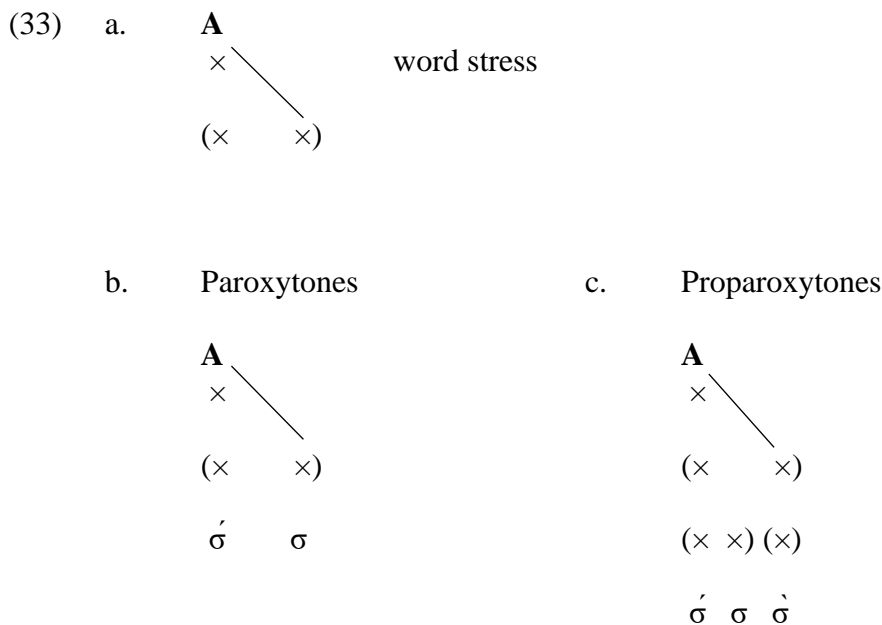 (33) a. A
× word stress
(× ×)
b. Paroxytones c. Proparoxytones
A A
× ×
(× ×) (× ×)
σ́ σ (× ×) (×)
σ́ σ σ̀